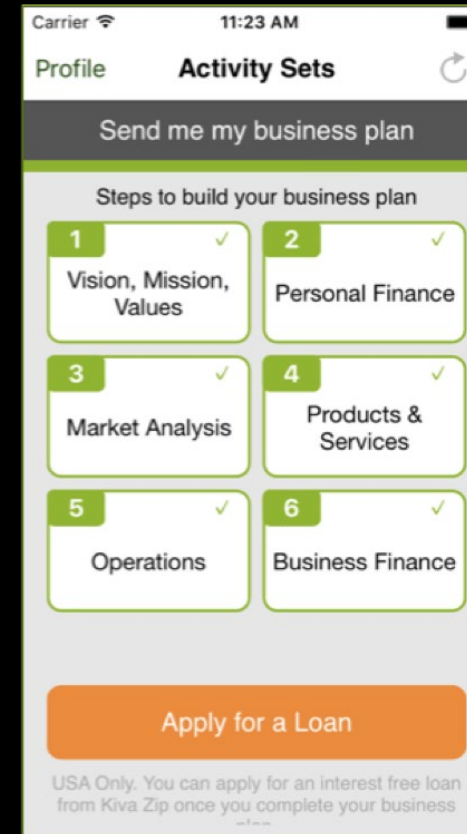 Carrier 11:23 AM
Profile Activity Sets
Send me my business plan
Steps to build your business plan
1 ✓
Vision, Mission,
Values
2 ✓
Personal Finance
3 ✓
Market Analysis
4 ✓
Products &
Services
5 ✓
Operations
6 ✓
Business Finance
Apply for a Loan
USA Only. You can apply for an interest free loan
from Kiva Zip once you complete your business